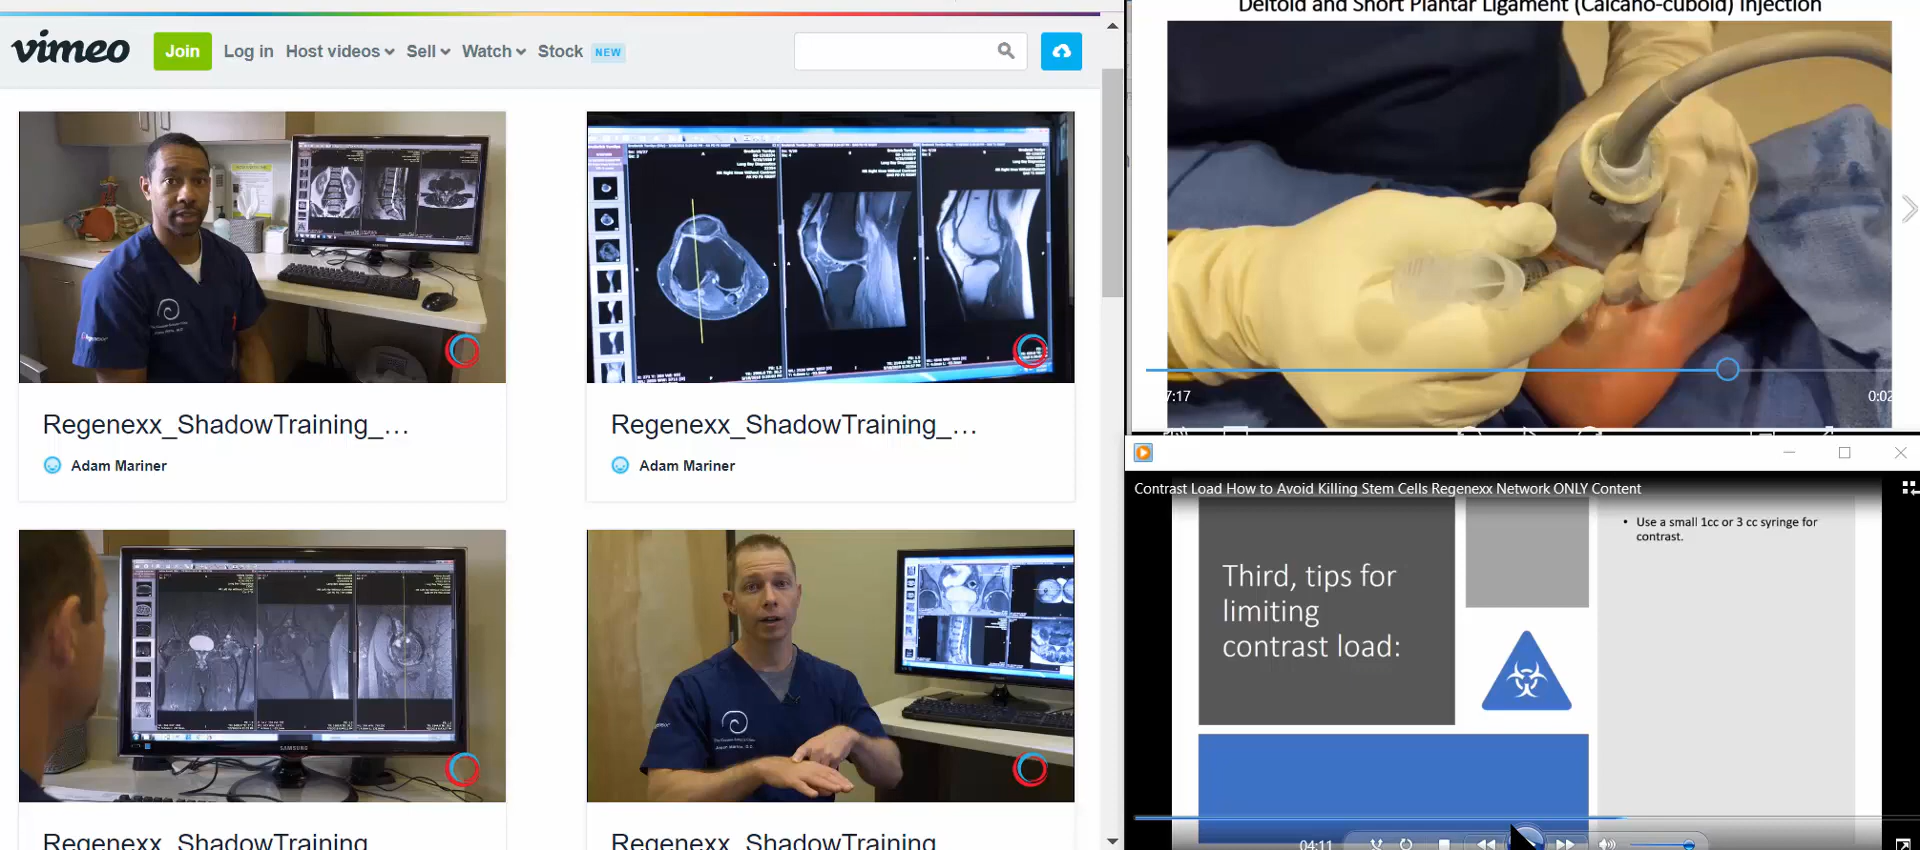 vimeo
Join
Log in
Host videos
Sell
Watch
Stock
NEW
Regenexx_ShadowTraining_...
Adam Mariner
Regenexx_ShadowTraining_...
Adam Mariner
SAMSUNG
Regenexx_ShadowTraining
Regenexx_ShadowTraining
Deltoid and Short Plantar Ligament (Calcano-cuboid) Injection
7:17
0:02
Contrast Load How to Avoid Killing Stem Cells Regenexx Network ONLY Content
Third, tips for
limiting
contrast load:
• Use a small 1cc or 3 cc syringe for
contrast.
04:11